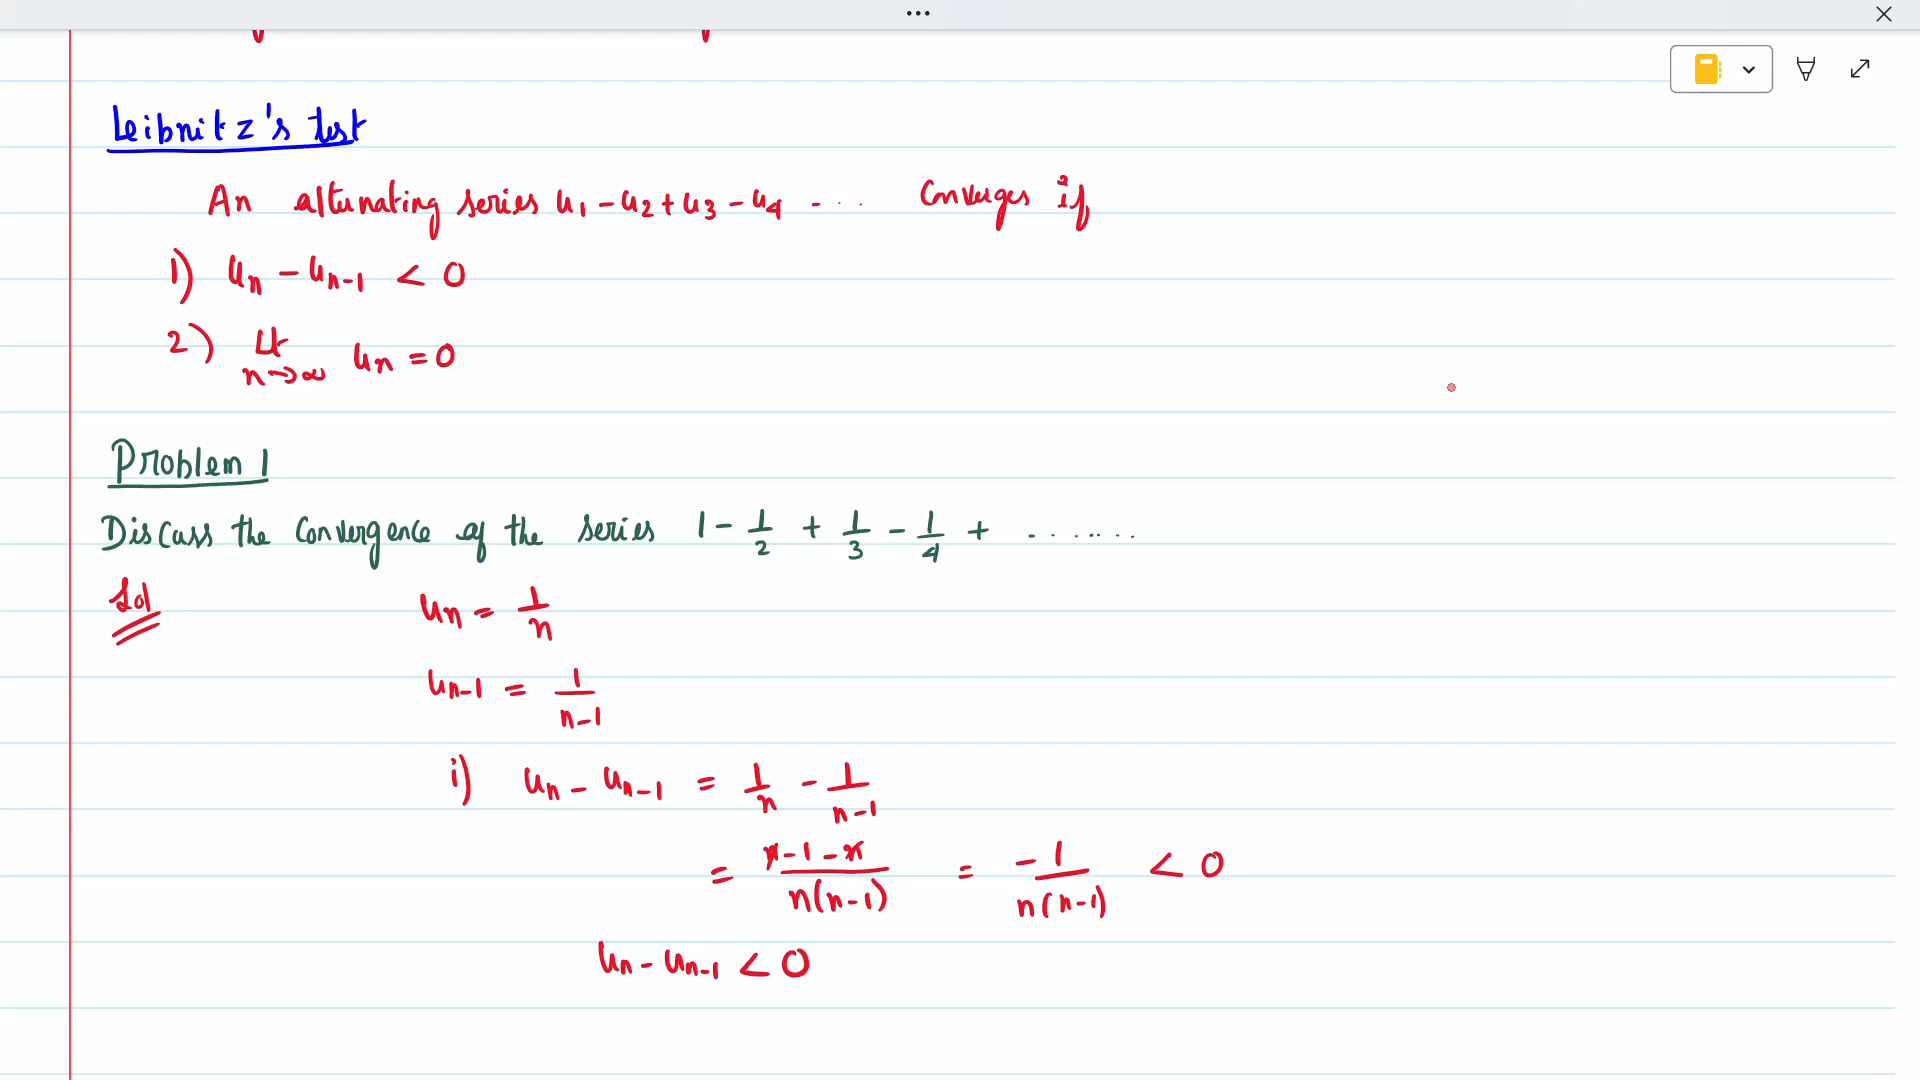 Leibnitz's test
An alternating series u₁ - u₂ + u₃ - u₄ - ... Converges if
1) uₙ - uₙ₋₁ < 0
2) Lt n→∞ uₙ = 0
Problem 1
Discuss the Convergence of the series 1 - 1/2 + 1/3 - 1/4 + .......
Sol
uₙ = 1/n
uₙ₋₁ = 1/(n-1)
i) uₙ - uₙ₋₁ = 1/n - 1/(n-1)
= (n-1-n)/(n(n-1)) = -1/(n(n-1)) < 0
uₙ - uₙ₋₁ < 0